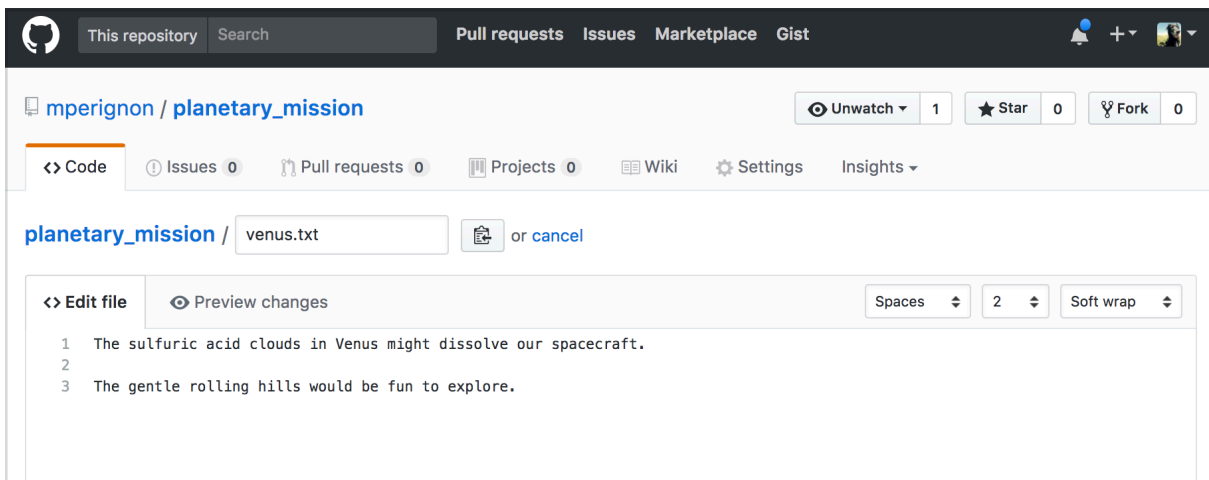 This repository Search Pull requests Issues Marketplace Gist
mperignon / planetary_mission Unwatch 1 Star 0 Fork 0
Code Issues 0 Pull requests 0 Projects 0 Wiki Settings Insights
planetary_mission / venus.txt or cancel
Edit file Preview changes Spaces 2 Soft wrap
1 The sulfuric acid clouds in Venus might dissolve our spacecraft.
2
3 The gentle rolling hills would be fun to explore.